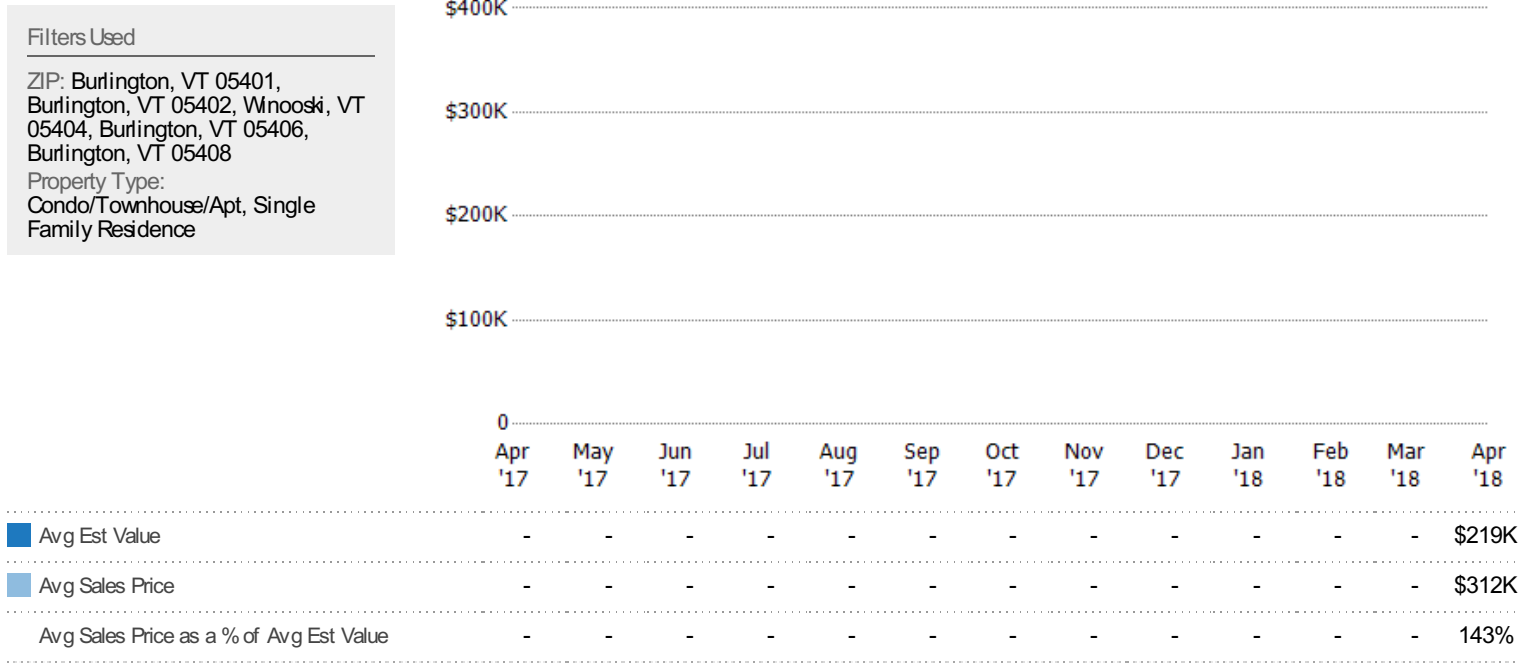 Filters Used
ZIP: Burlington, VT 05401,
Burlington, VT 05402, Winooski, VT
05404, Burlington, VT 05406,
Burlington, VT 05408
Property Type:
Condo/Townhouse/Apt, Single
Family Residence
$400K
$300K
$200K
$100K
0
Apr May Jun Jul Aug Sep Oct Nov Dec Jan Feb Mar Apr
'17 '17 '17 '17 '17 '17 '17 '17 '17 '18 '18 '18 '18
Avg Est Value - - - - - - - - - - - - $219K
Avg Sales Price - - - - - - - - - - - - $312K
Avg Sales Price as a % of Avg Est Value - - - - - - - - - - - - 143%